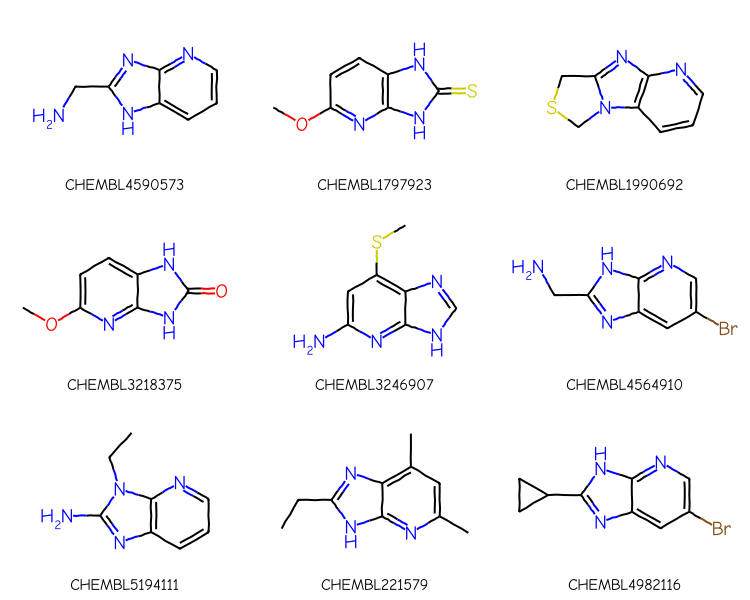 N N N H H2N
H N S N H N O
N N N S
CHEMBL4590573 CHEMBL1797923 CHEMBL1990692
H N O N H N O
S N N H N H2N
H N N N Br H2N
CHEMBL3218375 CHEMBL3246907 CHEMBL4564910
N N N H2N
N N H N
H N N N Br
CHEMBL5194111 CHEMBL221579 CHEMBL4982116